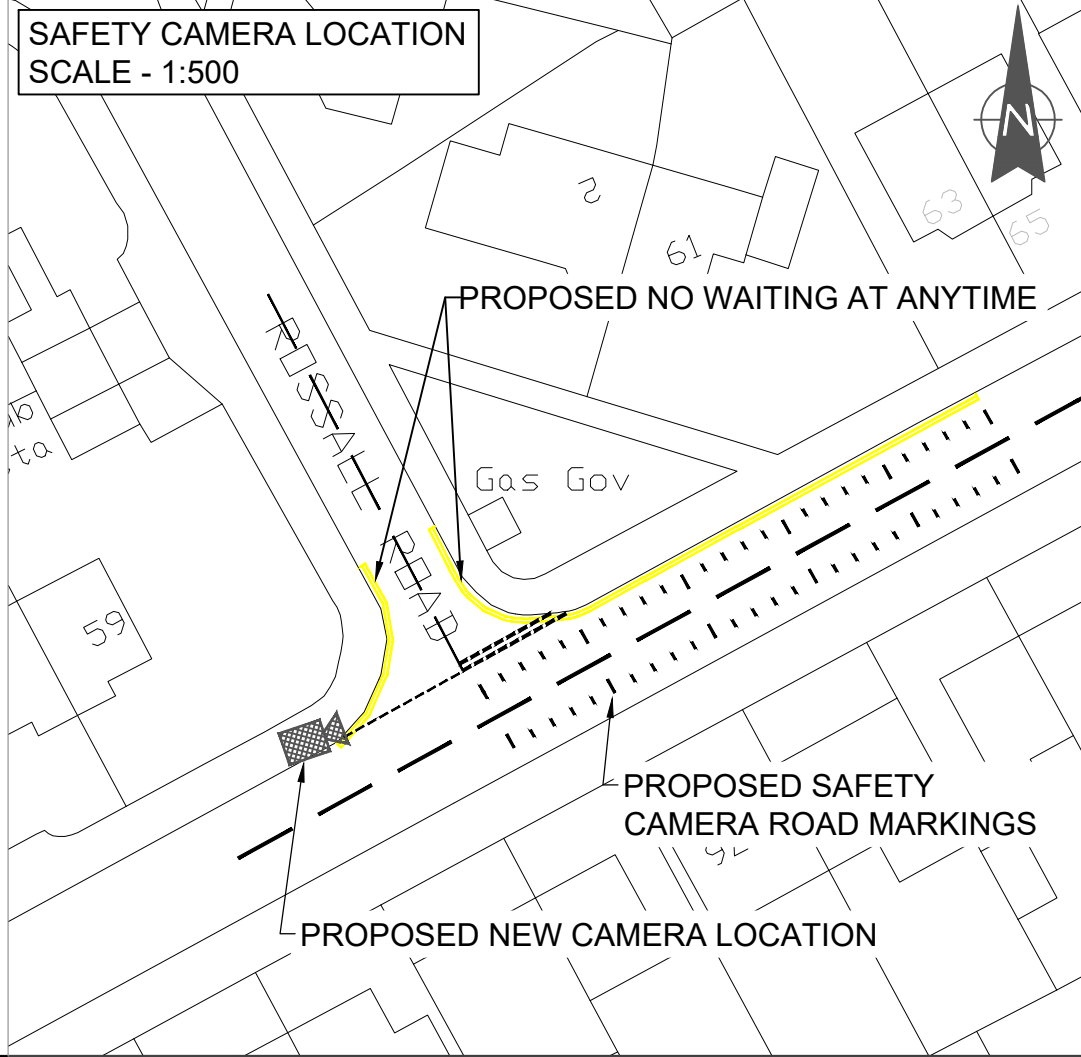 SAFETY CAMERA LOCATION
SCALE - 1:500
N
2
61
63
65
PROPOSED NO WAITING AT ANYTIME
ROSSALL ROAD
Gas Gov
59
PROPOSED SAFETY
CAMERA ROAD MARKINGS
PROPOSED NEW CAMERA LOCATION